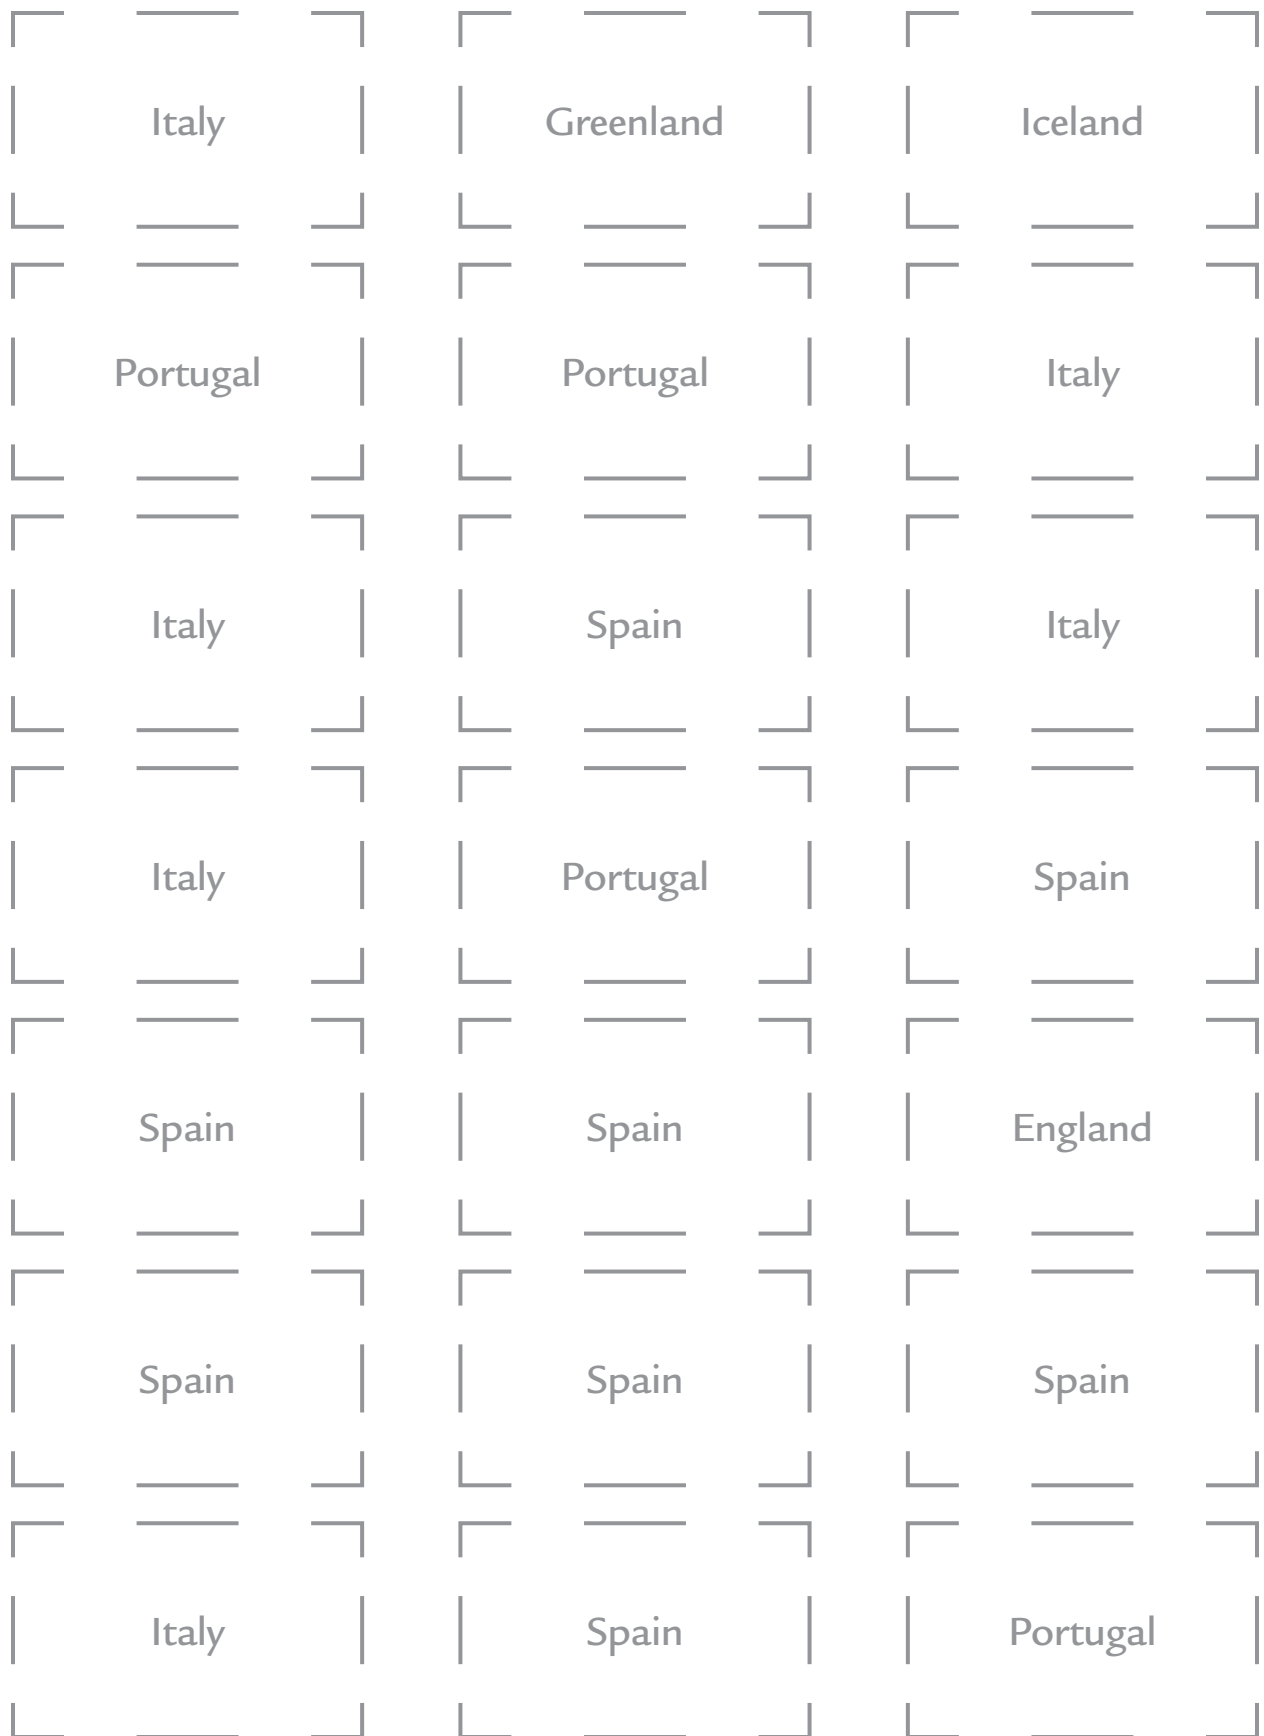 Italy Greenland Iceland
Portugal Portugal Italy
Italy Spain Italy
Italy Portugal Spain
Spain Spain England
Spain Spain Spain
Italy Spain Portugal